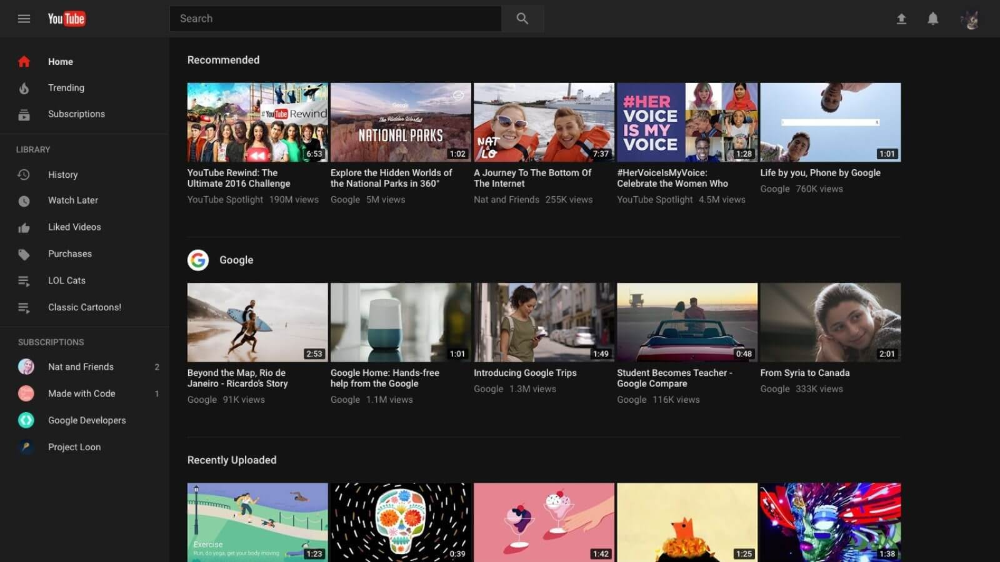 YouTube
Search
Home
Trending
Subscriptions
LIBRARY
History
Watch Later
Liked Videos
Purchases
LOL Cats
Classic Cartoons!
SUBSCRIPTIONS
Nat and Friends 2
Made with Code 1
Google Developers
Project Loon
Recommended
#YouTube Rewind
6:53
YouTube Rewind: The
Ultimate 2016 Challenge
YouTube Spotlight 190M views
Google
The Hidden Worlds
OF THE
NATIONAL PARKS
1:02
Explore the Hidden Worlds of
the National Parks in 360°
Google 5M views
NAT
& LO
7:37
A Journey To The Bottom Of
The Internet
Nat and Friends 255K views
#HER
VOICE
IS MY
VOICE
1:28
#HerVoiceIsMyVoice:
Celebrate the Women Who
YouTube Spotlight 4.5M views
1:01
Life by you, Phone by Google
Google 760K views
Google
2:53
Beyond the Map, Rio de
Janeiro - Ricardo's Story
Google 91K views
1:01
Google Home: Hands-free
help from the Google
Google 1.1M views
1:49
Introducing Google Trips
Google 1.3M views
0:48
Student Becomes Teacher -
Google Compare
Google 116K views
2:01
From Syria to Canada
Google 333K views
Recently Uploaded
Exercise
Run, do yoga, get your body moving
1:23
0:39
1:42
1:25
1:38